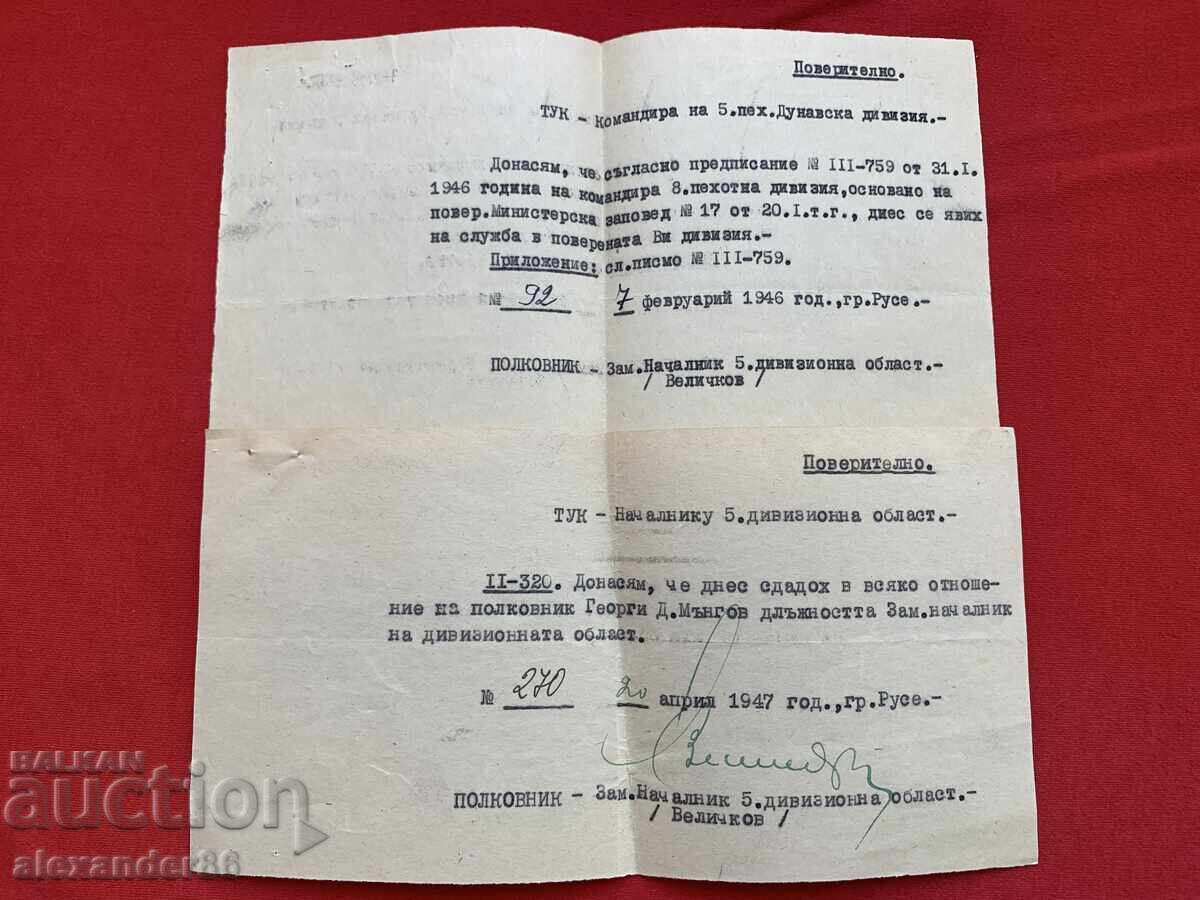 Поверително.
ТУК - Командира на 5.пех.Дунавска дивизия.-
Донасям, че съгласно предписание № III-759 от 31.I.
1946 година на командира 8.пехотна дивизия,основано на
повер.Министерска заповед № 17 от 20.I.т.г., днес се явих
на служба в поверената Ви дивизия.-
Приложение: сл.писмо № III-759.
№ 92 7 февруарий 1946 год.,гр.Русе.-
ПОЛКОВНИК - Зам.Началник 5.дивизионна област.-
/ Величков /
Поверително.
ТУК - Началнику 5.дивизионна област.-
II-320. Донасям, че днес сдадох в всяко отноше-
ние на полковник Георги Д.Мънгов длъжността Зам.началник
на дивизионната област.
№ 270 20 април 1947 год.,гр.Русе.-
ПОЛКОВНИК - Зам.Началник 5.дивизионна област.-
/ Величков /
BALKAN
auction
alexander86